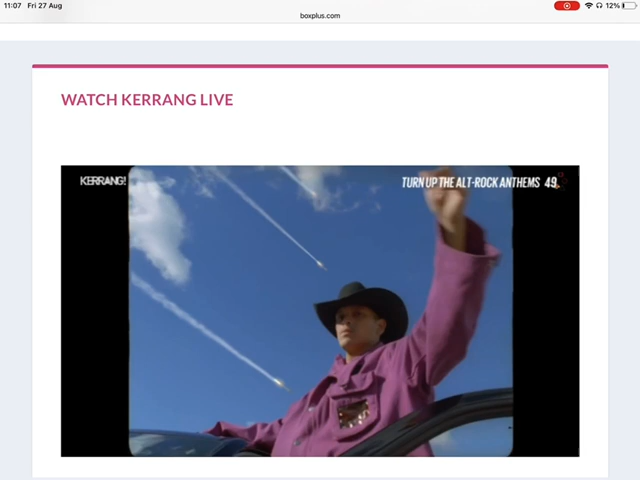 11:07 Fri 27 Aug
12%
boxplus.com
WATCH KERRANG LIVE
KERRANG!
TURN UP THE ALT-ROCK ANTHEMS 49